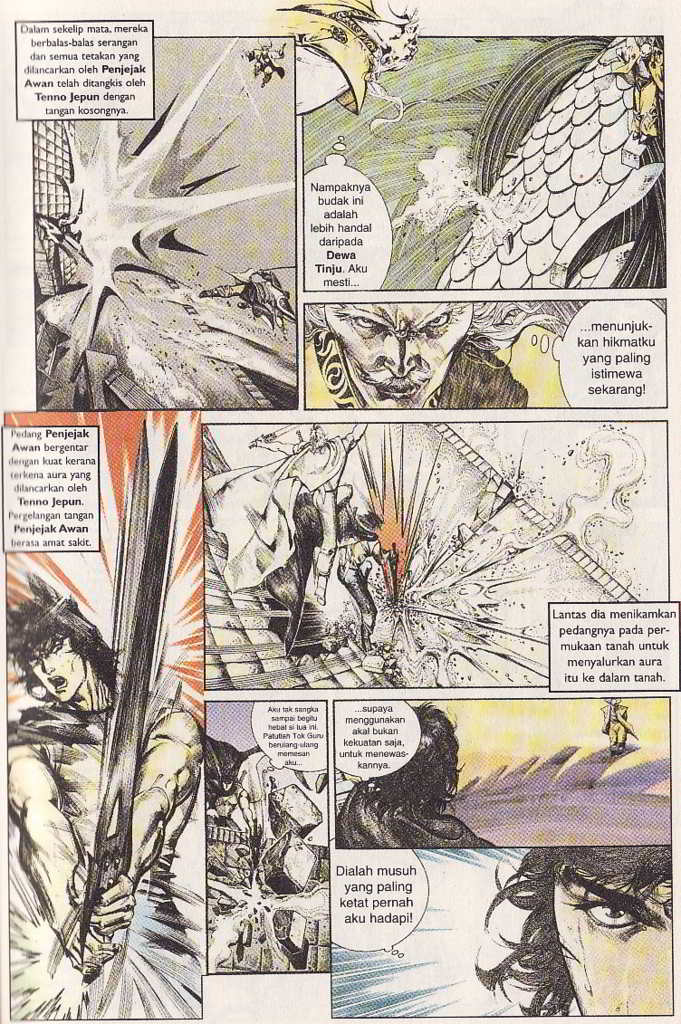 Dalam sekelip mata, mereka
berbalas-balas serangan
dan semua tetakan yang
dilancarkan oleh Penjejak
Awan telah ditangkis oleh
Tenno Jepun dengan
tangan kosongnya.
Nampaknya
budak ini
adalah
lebih handal
daripada
Dewa
Tinju. Aku
mesti...
...menunjuk-
kan hikmatku
yang paling
istimewa
sekarang!
Pedang Penjejak
Awan bergentar
dengan kuat kerana
terkena aura yang
dilancarkan oleh
Tenno Jepun.
Pergelangan tangan
Penjejak Awan
berasa amat sakit.
Lantas dia menikamkan
pedangnya pada per-
mukaan tanah untuk
menyalurkan aura
itu ke dalam tanah.
Aku tak sangka
sampai begitu
hebat si tua ini.
Patutlah Tok Guru
berulang-ulang
memesan
aku...
...supaya
menggunakan
akal bukan
kekuatan saja,
untuk menewas-
kannya.
Dialah musuh
yang paling
ketat pernah
aku hadapi!